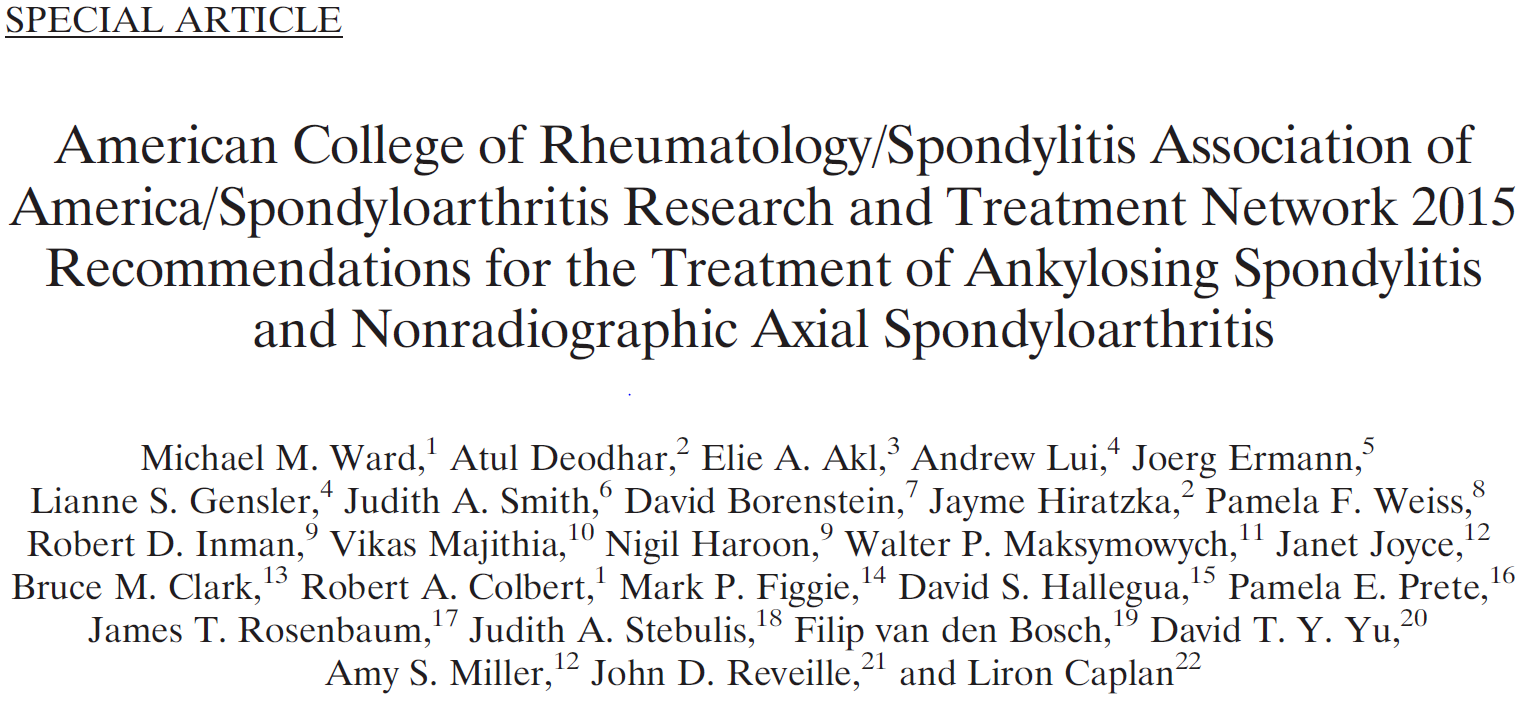 SPECIAL ARTICLE
American College of Rheumatology/Spondylitis Association of
America/Spondyloarthritis Research and Treatment Network 2015
Recommendations for the Treatment of Ankylosing Spondylitis
and Nonradiographic Axial Spondyloarthritis
Michael M. Ward,1 Atul Deodhar,2 Elie A. Akl,3 Andrew Lui,4 Joerg Ermann,5
Lianne S. Gensler,4 Judith A. Smith,6 David Borenstein,7 Jayme Hiratzka,2 Pamela F. Weiss,8
Robert D. Inman,9 Vikas Majithia,10 Nigil Haroon,9 Walter P. Maksymowych,11 Janet Joyce,12
Bruce M. Clark,13 Robert A. Colbert,1 Mark P. Figgie,14 David S. Hallegua,15 Pamela E. Prete,16
James T. Rosenbaum,17 Judith A. Stebulis,18 Filip van den Bosch,19 David T. Y. Yu,20
Amy S. Miller,12 John D. Reveille,21 and Liron Caplan22